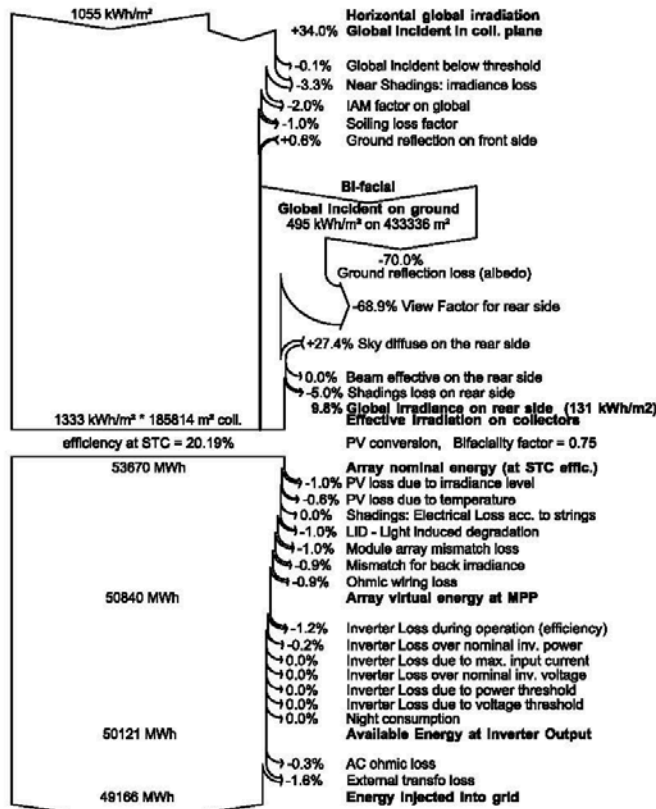 1055 kWh/m² Horizontal global irradiation
+34.0% Global incident in coll. plane
-0.1% Global incident below threshold
-3.3% Near Shadings: irradiance loss
-2.0% IAM factor on global
-1.0% Soiling loss factor
+0.6% Ground reflection on front side
Bi-facial
Global incident on ground
495 kWh/m² on 433336 m²
-70.0%
Ground reflection loss (albedo)
-68.9% View Factor for rear side
+27.4% Sky diffuse on the rear side
0.0% Beam effective on the rear side
-5.0% Shadings loss on rear side
9.8% Global Irradiance on rear side (131 kWh/m2)
1333 kWh/m² * 185814 m² coll. Effective irradiation on collectors
efficiency at STC = 20.19% PV conversion, Bifaciality factor = 0.75
53670 MWh Array nominal energy (at STC effic.)
-1.0% PV loss due to irradiance level
-0.6% PV loss due to temperature
0.0% Shadings: Electrical Loss acc. to strings
-1.0% LID - Light induced degradation
-1.0% Module array mismatch loss
-0.9% Mismatch for back irradiance
-0.9% Ohmic wiring loss
50840 MWh Array virtual energy at MPP
-1.2% Inverter Loss during operation (efficiency)
-0.2% Inverter Loss over nominal inv. power
0.0% Inverter Loss due to max. input current
0.0% Inverter Loss over nominal inv. voltage
0.0% Inverter Loss due to power threshold
0.0% Inverter Loss due to voltage threshold
0.0% Night consumption
50121 MWh Available Energy at Inverter Output
-0.3% AC ohmic loss
-1.6% External transfo loss
49166 MWh Energy injected into grid